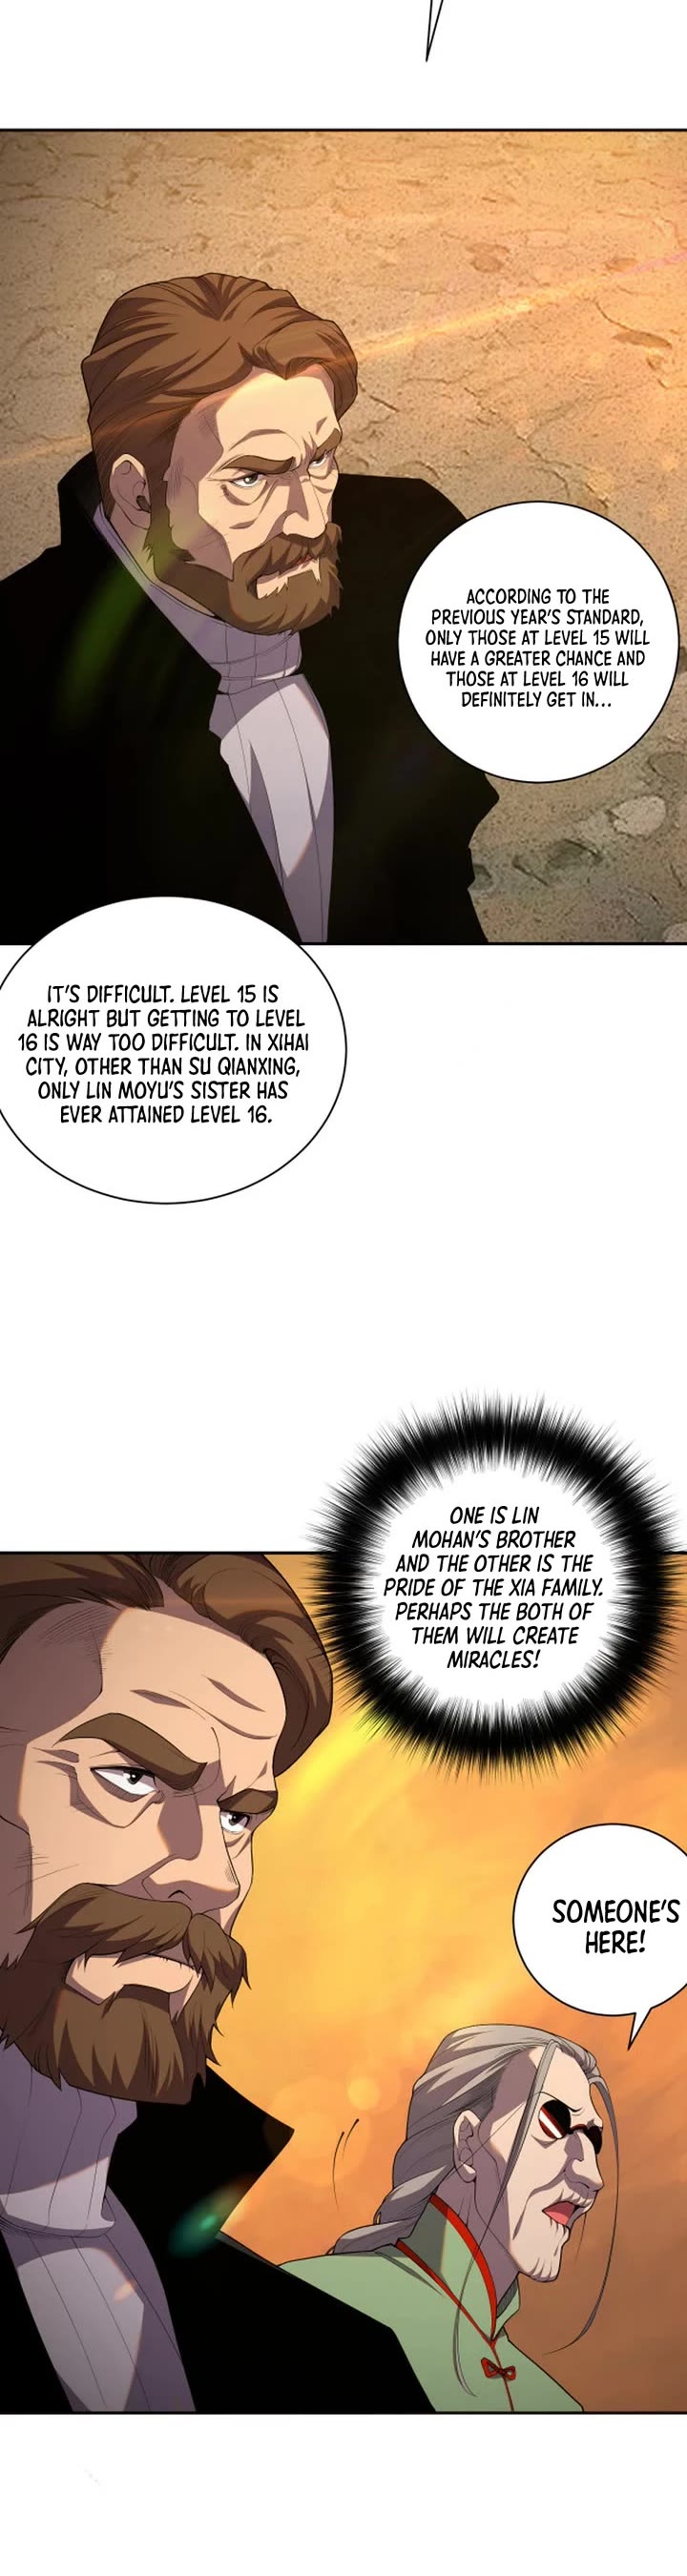 ACCORDING TO THE
PREVIOUS YEAR'S STANDARD,
ONLY THOSE AT LEVEL 15 WILL
HAVE A GREATER CHANCE AND
THOSE AT LEVEL 16 WILL
DEFINITELY GET IN...
IT'S DIFFICULT. LEVEL 15 IS
ALRIGHT BUT GETTING TO LEVEL
16 IS WAY TOO DIFFICULT. IN XIHAI
CITY, OTHER THAN SU QIANXING,
ONLY LIN MOYU'S SISTER HAS
EVER ATTAINED LEVEL 16.
ONE IS LIN
MOHAN'S BROTHER
AND THE OTHER IS THE
PRIDE OF THE XIA FAMILY.
PERHAPS THE BOTH OF
THEM WILL CREATE
MIRACLES!
SOMEONE'S
HERE!